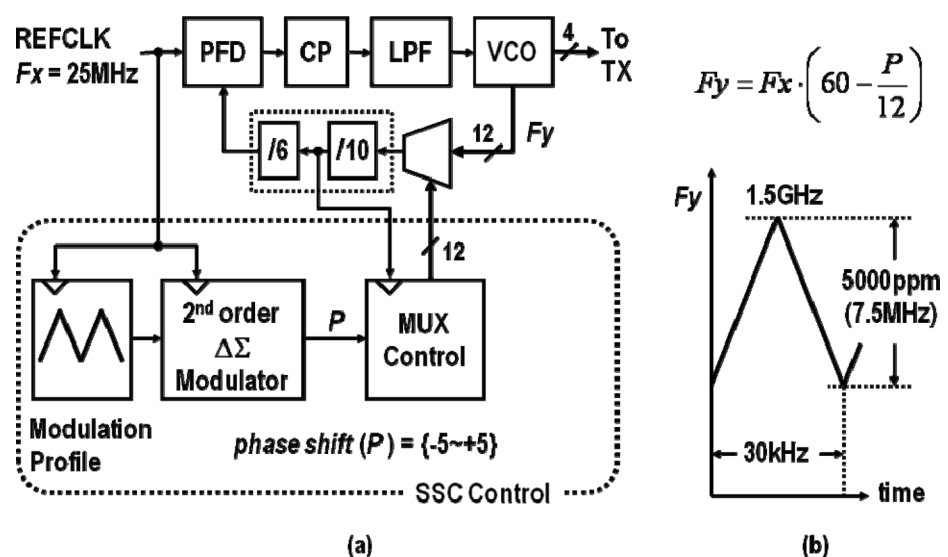 REFCLK
Fx = 25MHz
PFD
CP
LPF
VCO
4
To
TX
/6
/10
12
Fy
12
2nd order
ΔΣ
Modulator
P
MUX
Control
Modulation
Profile
phase shift (P) = {-5~+5}
SSC Control
(a)
Fy = Fx · (60 − P/12)
Fy
1.5GHz
5000ppm
(7.5MHz)
30kHz
time
(b)